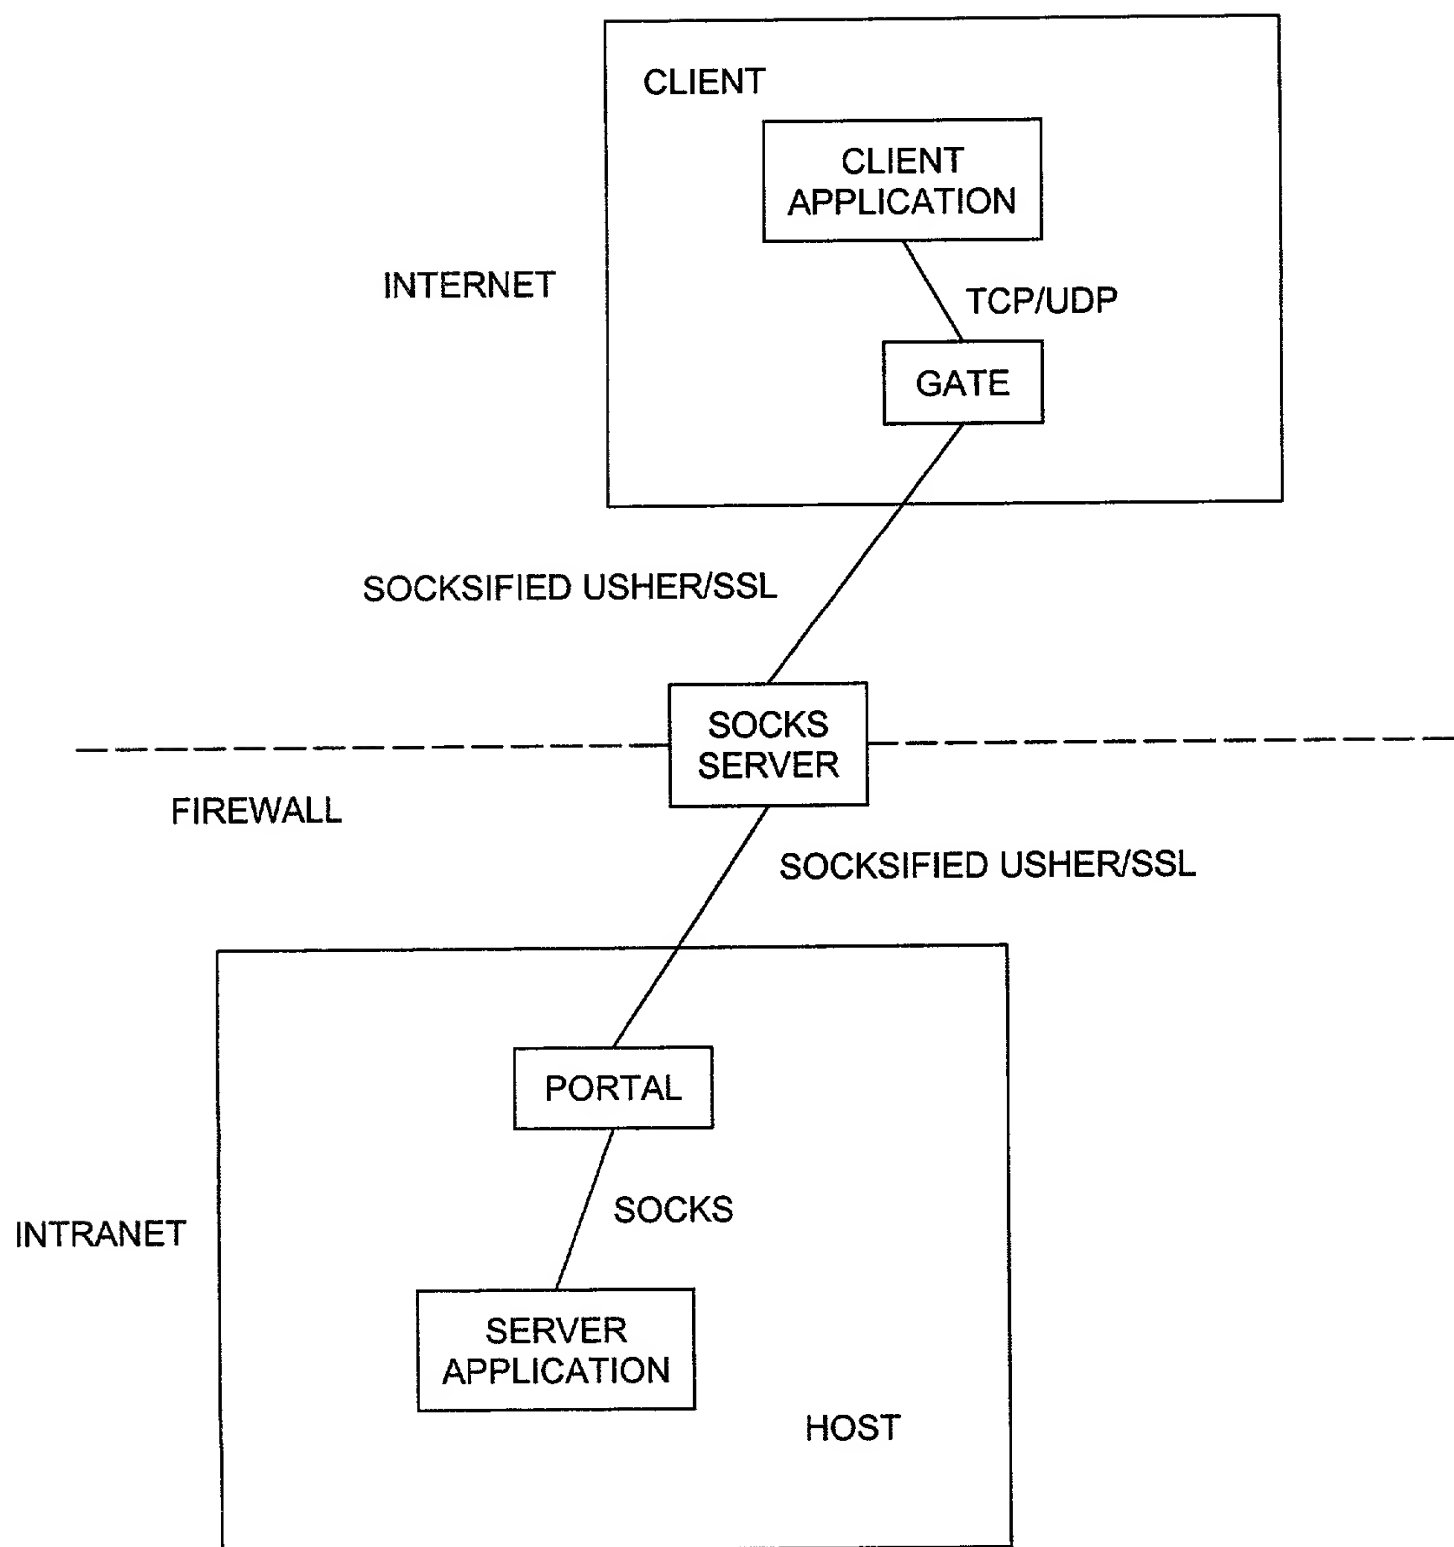 CLIENT
CLIENT
APPLICATION
INTERNET
TCP/UDP
GATE
SOCKSIFIED USHER/SSL
SOCKS
SERVER
FIREWALL
SOCKSIFIED USHER/SSL
PORTAL
SOCKS
INTRANET
SERVER
APPLICATION
HOST